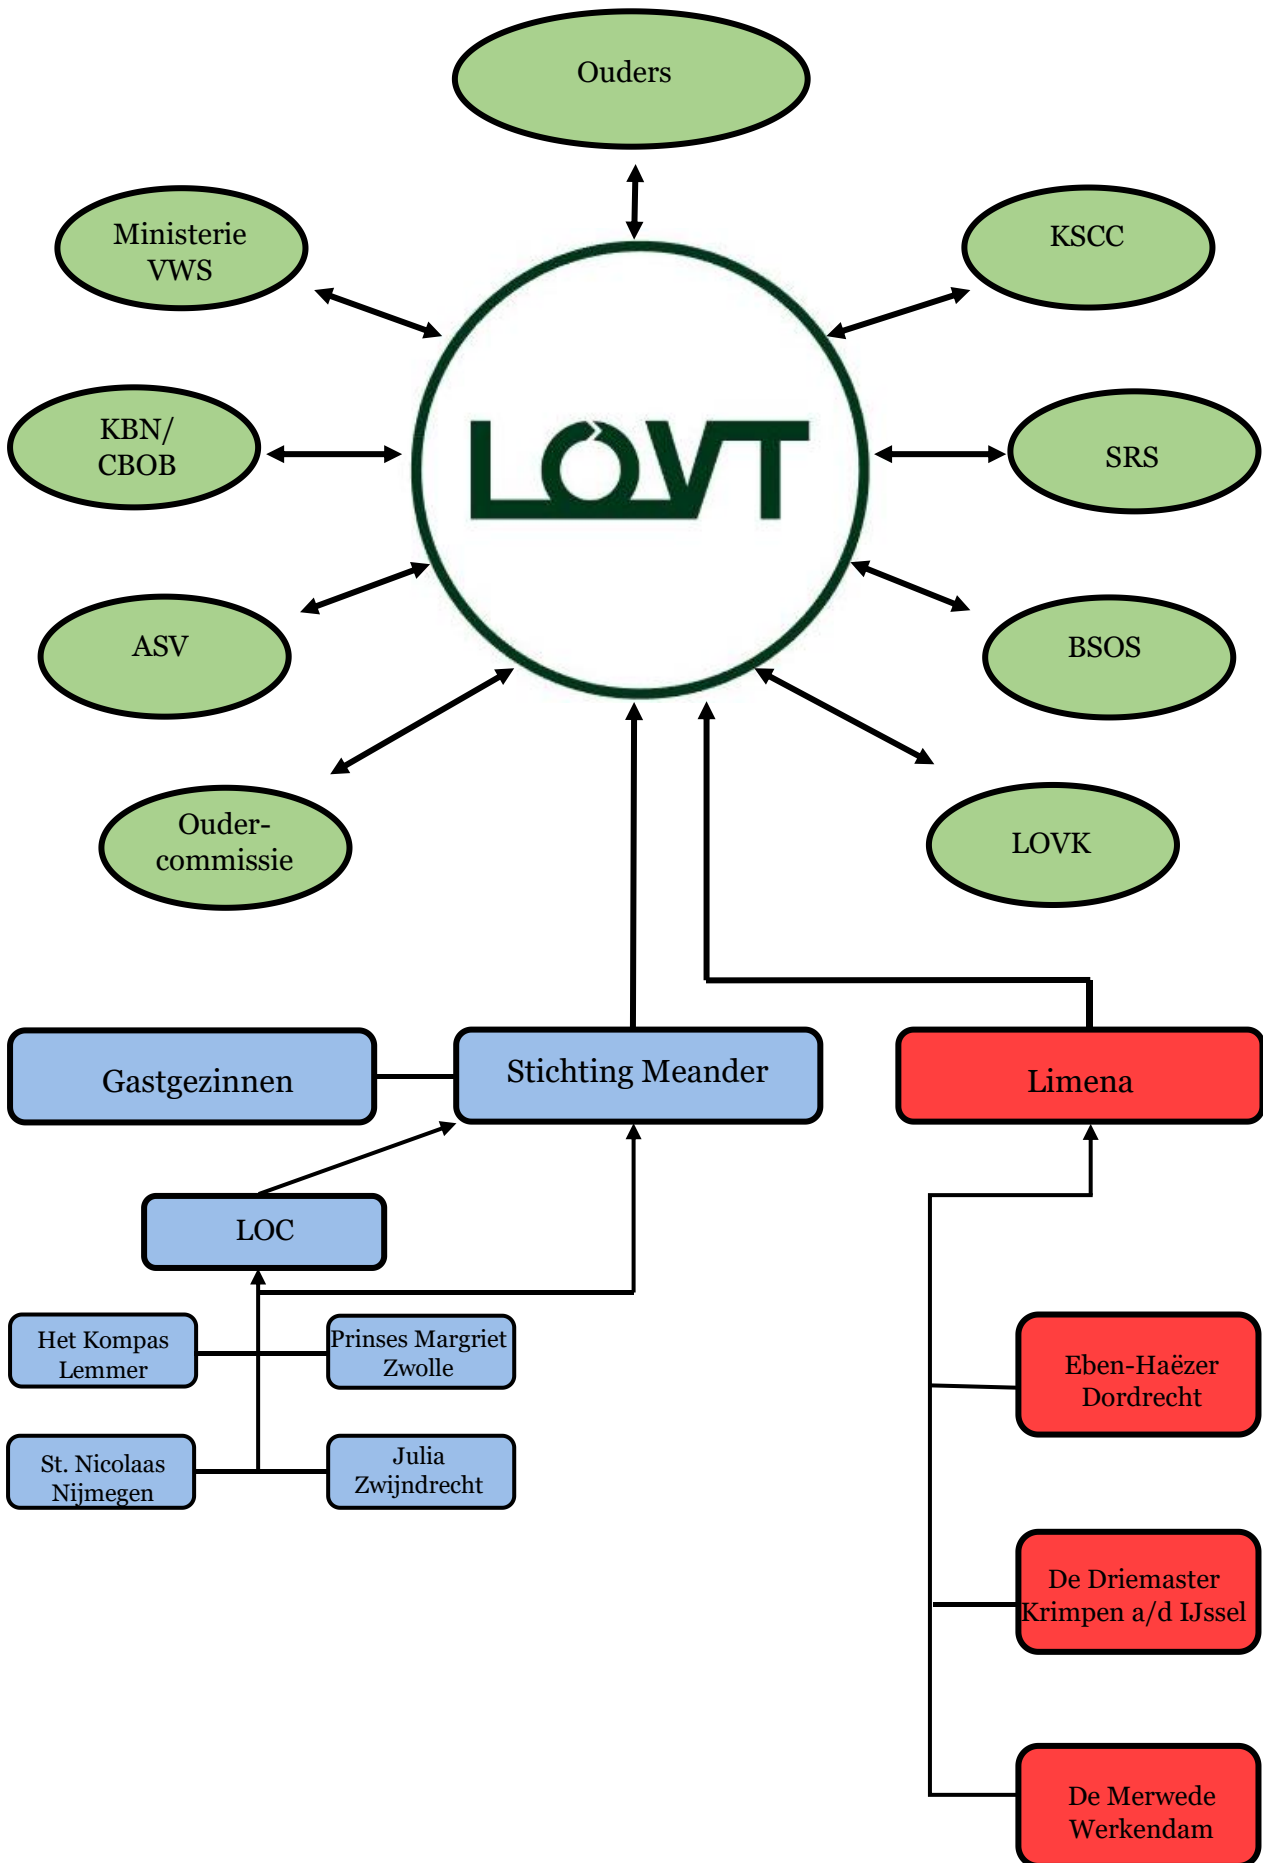 Ouders
Ministerie
VWS
KSCC
KBN/
CBOB
LOVT
SRS
ASV
BSOS
Ouder-
commissie
LOVK
Gastgezinnen
Stichting Meander
Limena
LOC
Het Kompas
Lemmer
Prinses Margriet
Zwolle
St. Nicolaas
Nijmegen
Julia
Zwijndrecht
Eben-Haëzer
Dordrecht
De Driemaster
Krimpen a/d IJssel
De Merwede
Werkendam